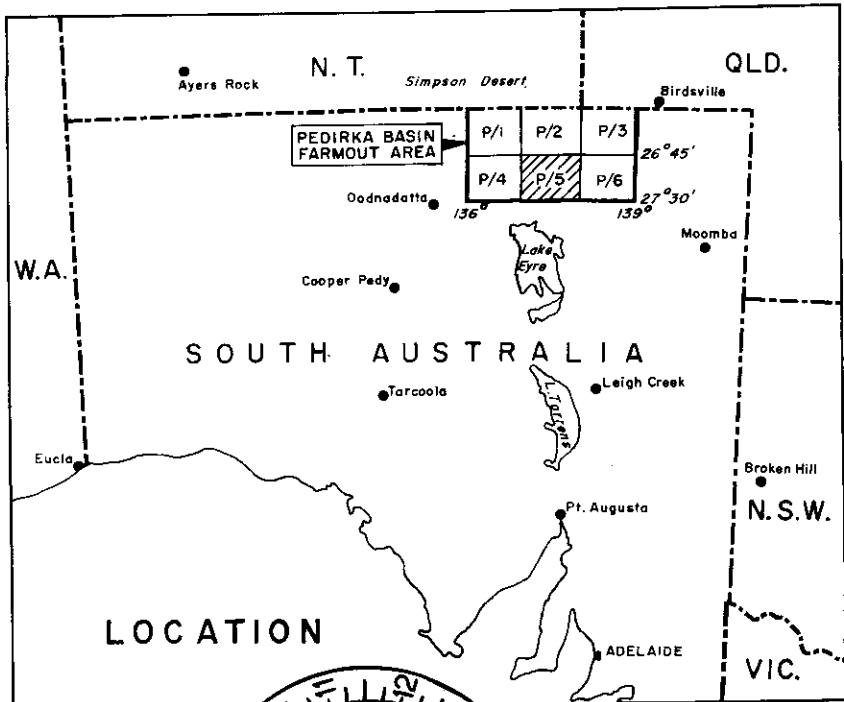 N. T.
QLD.
Ayers Rock
Simpson Desert
Birdsville
P/1
P/2
P/3
PEDIRKA BASIN
FARMOUT AREA
26°45'
P/4
P/5
P/6
27°30'
Oodnadatta
136°
139°
Moomba
Lake
Eyre
W.A.
Cooper Pedy
SOUTH AUSTRALIA
Tarcoola
L. Torrens
Leigh Creek
Eucla
Broken Hill
Pt. Augusta
N.S.W.
LOCATION
ADELAIDE
VIC.
11
12